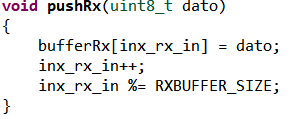 void pushRx(uint8_t dato)
{
    bufferRx[inx_rx_in] = dato;
    inx_rx_in++;
    inx_rx_in %= RXBUFFER_SIZE;
}